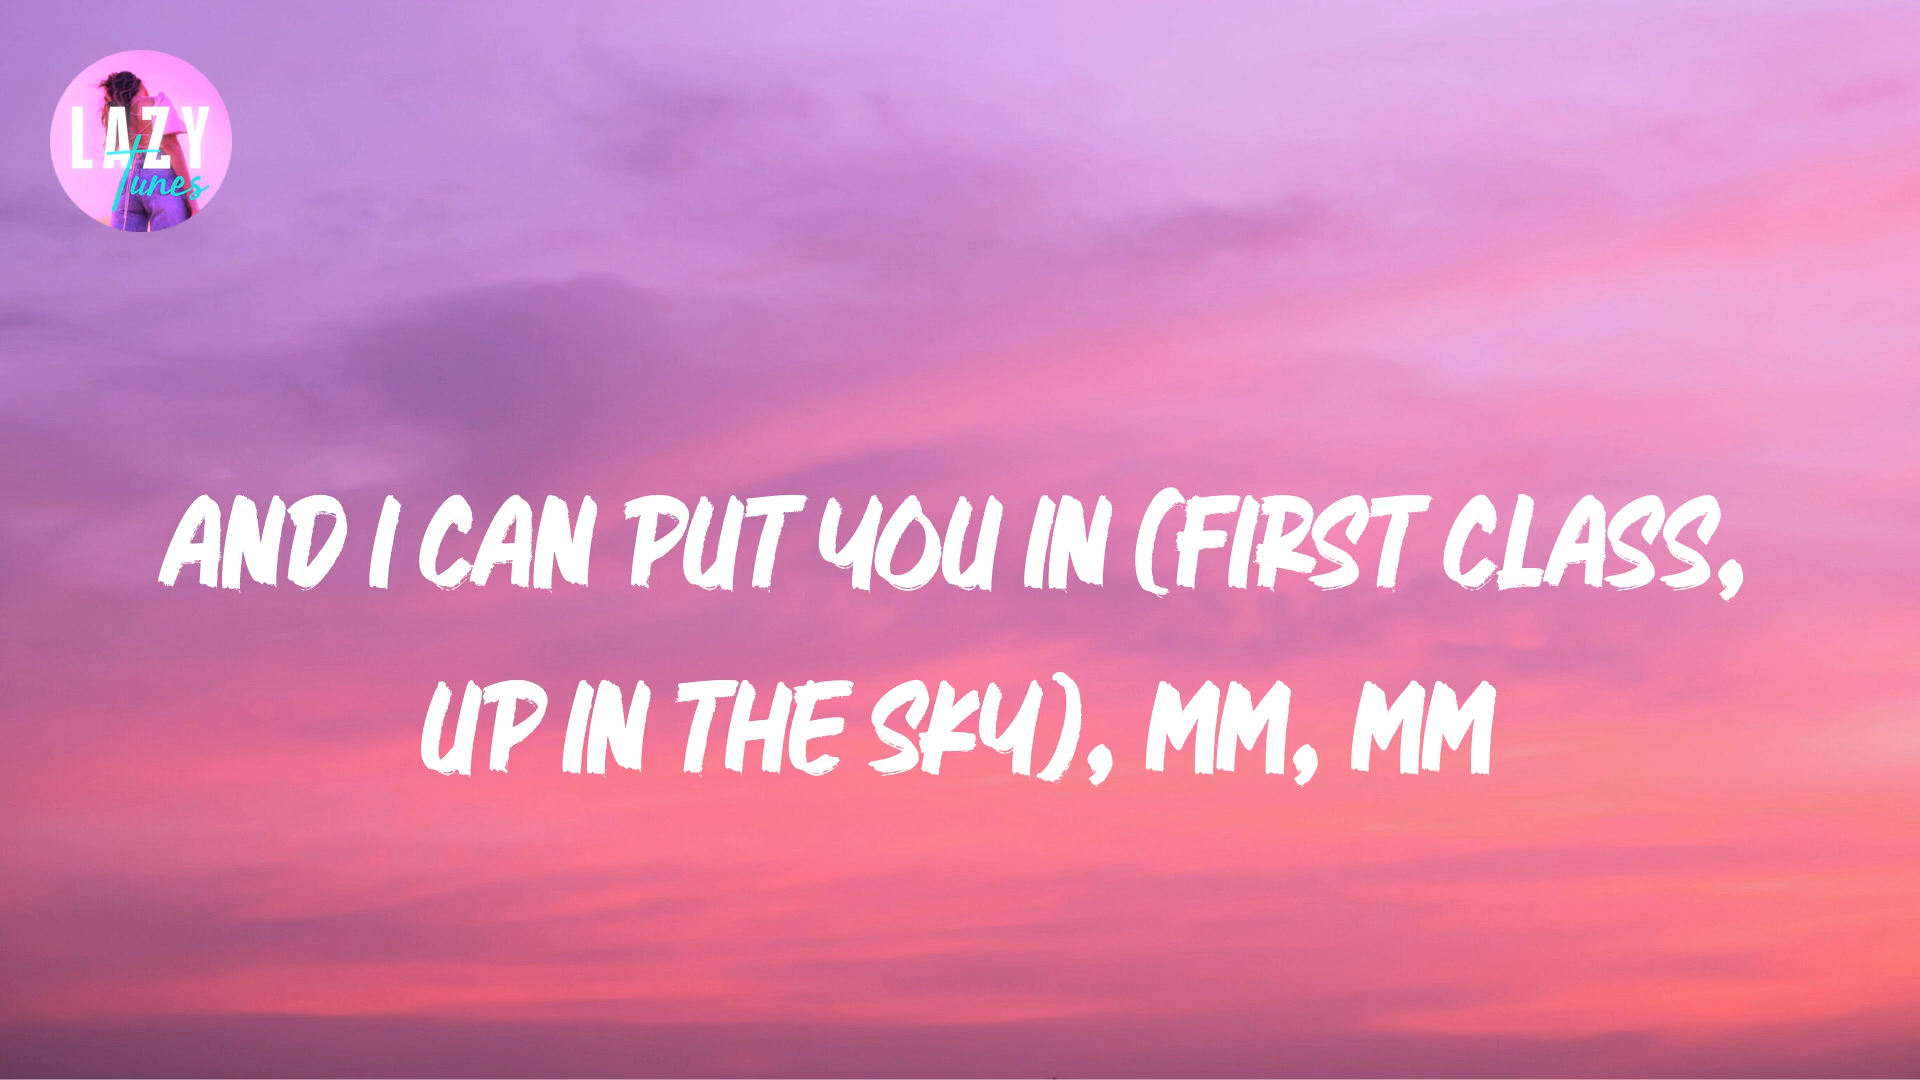 LAZY
Tunes
AND I CAN PUT YOU IN (FIRST CLASS,
UP IN THE SKY), MM, MM